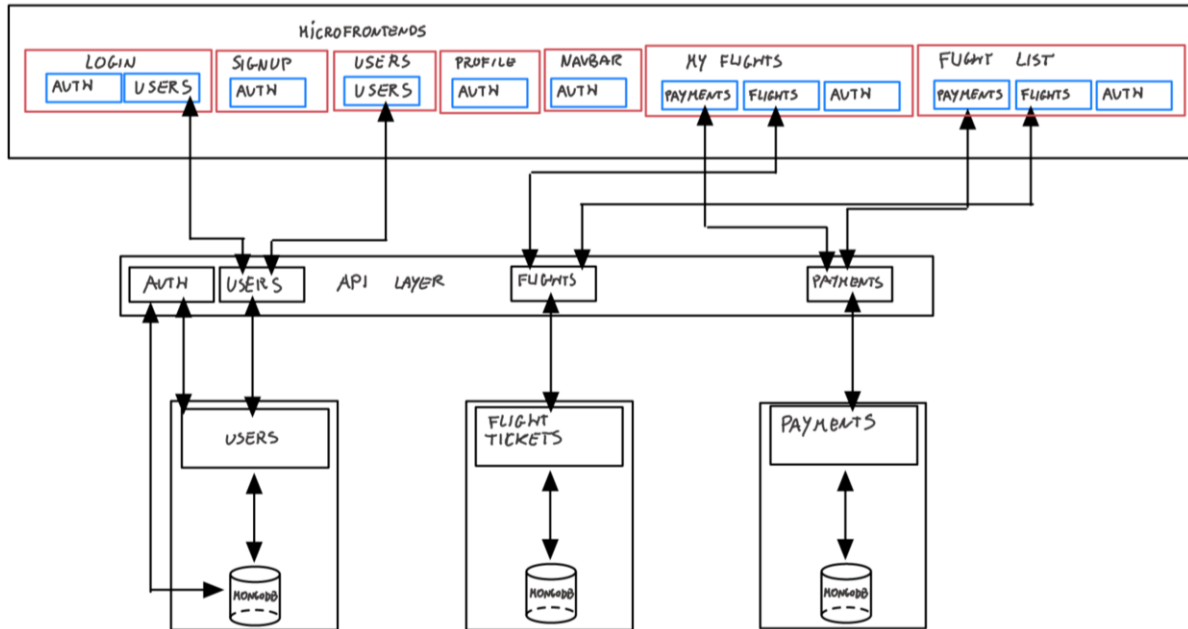 MICROFRONTENDS
LOGIN
AUTH
USERS
SIGNUP
AUTH
USERS
USERS
PROFILE
AUTH
NAVBAR
AUTH
MY FLIGHTS
PAYMENTS
FLIGHTS
AUTH
FLIGHT LIST
PAYMENTS
FLIGHTS
AUTH
AUTH
USERS
API LAYER
FLIGHTS
PAYMENTS
USERS
FLIGHT
TICKETS
PAYMENTS
MONGODB
MONGODB
MONGODB